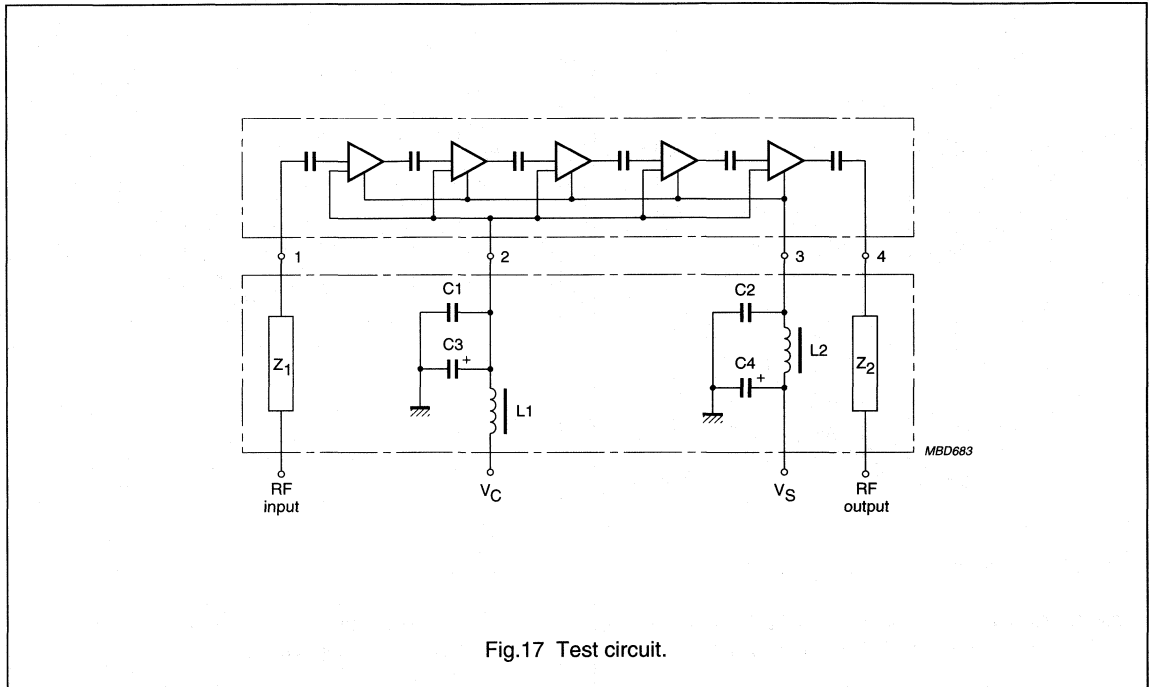 1
2
3
4
C1
C2
C3
+
L2
C4
+
Z1
Z2
L1
MBD683
RF
input
VC
VS
RF
output
Fig.17 Test circuit.